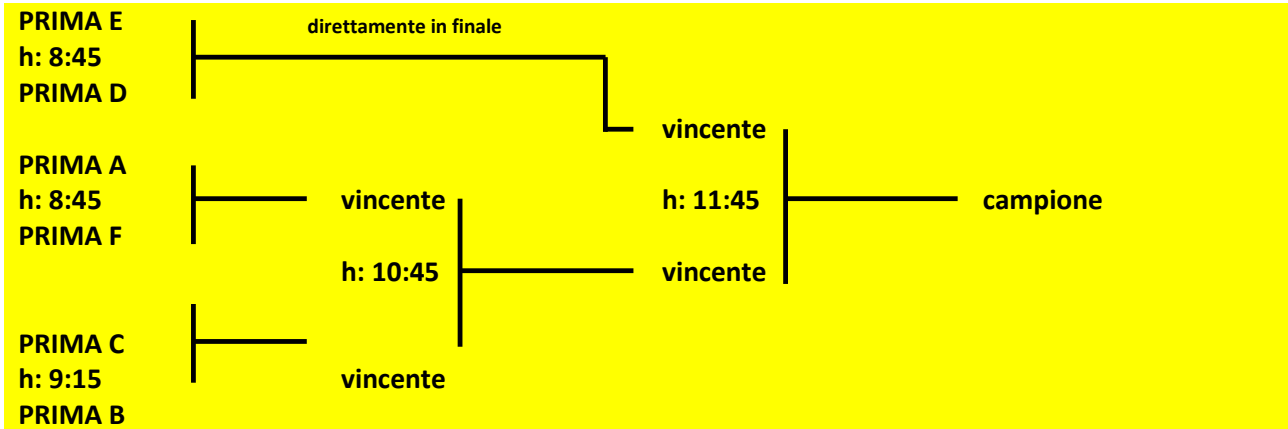 PRIMA E
direttamente in finale
h: 8:45
PRIMA D
vincente
PRIMA A
h: 8:45
vincente
h: 11:45
campione
PRIMA F
h: 10:45
vincente
PRIMA C
h: 9:15
vincente
PRIMA B